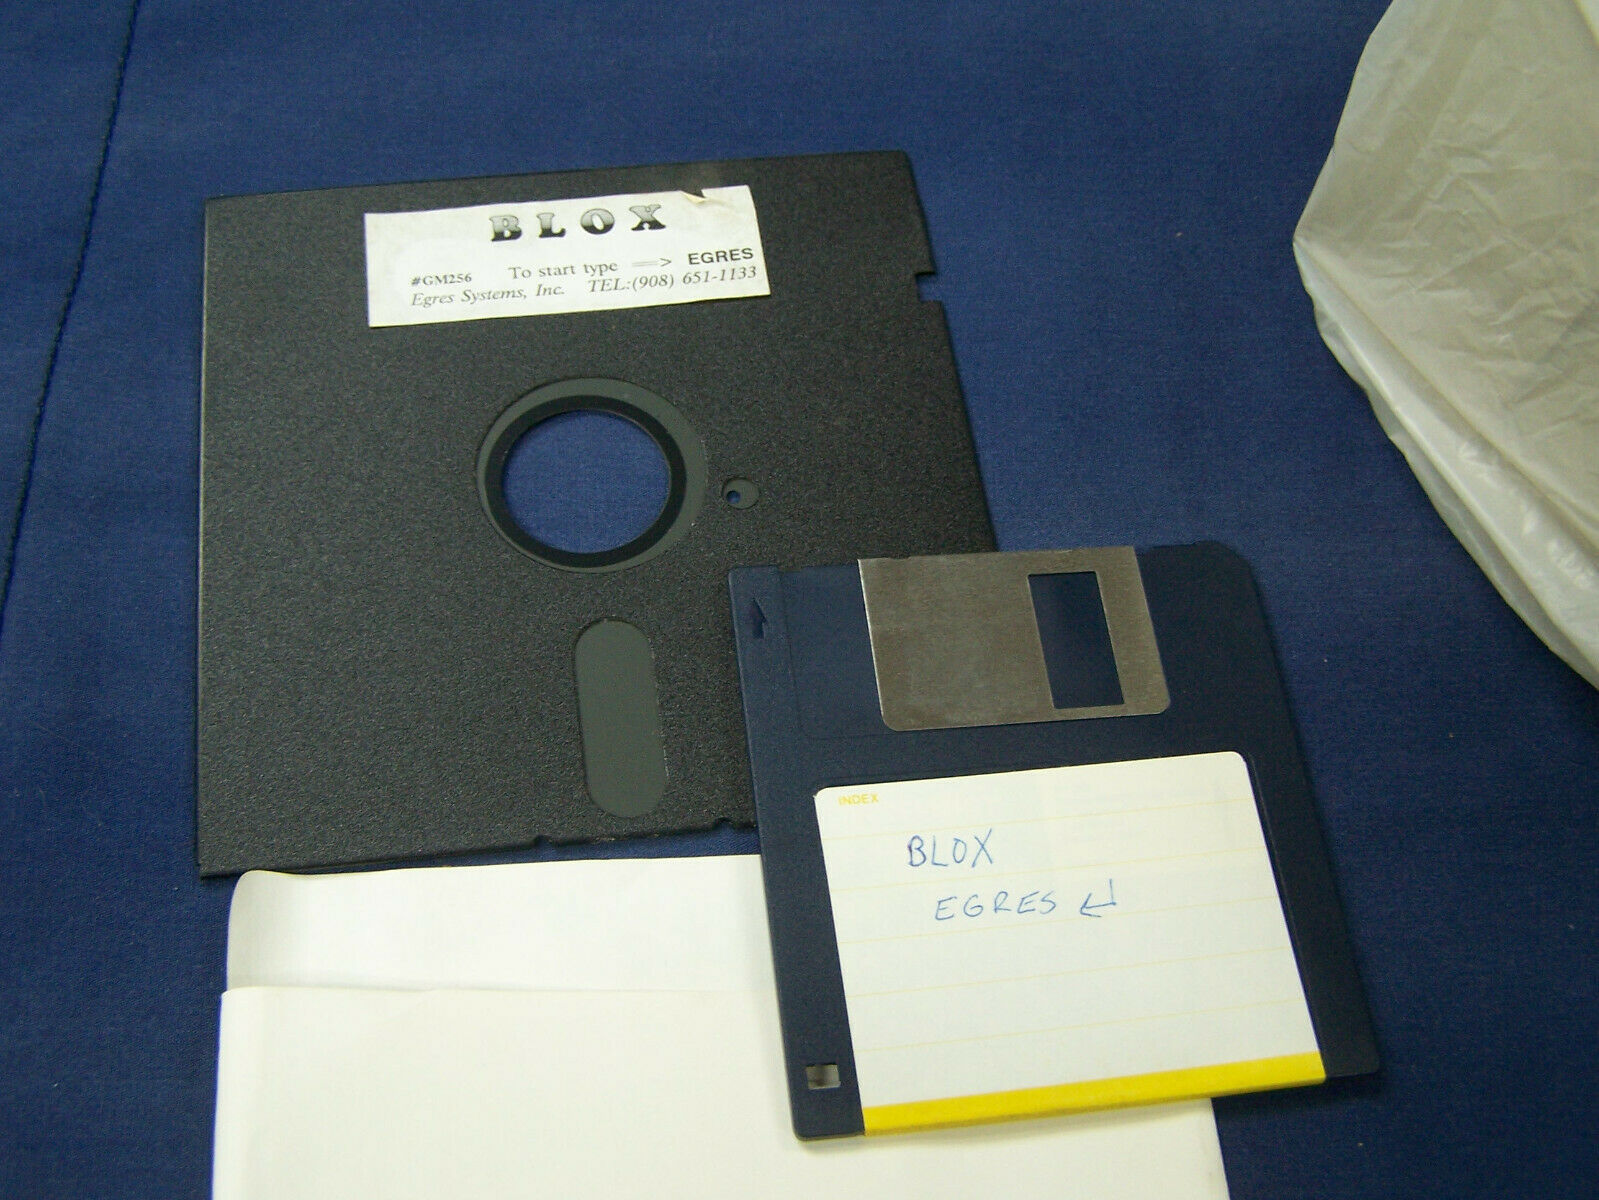 BLOX
#GM256 To start type ==> EGRES
Egres Systems, Inc. TEL:(908) 651-1133
INDEX
BLOX
EGRES ↵